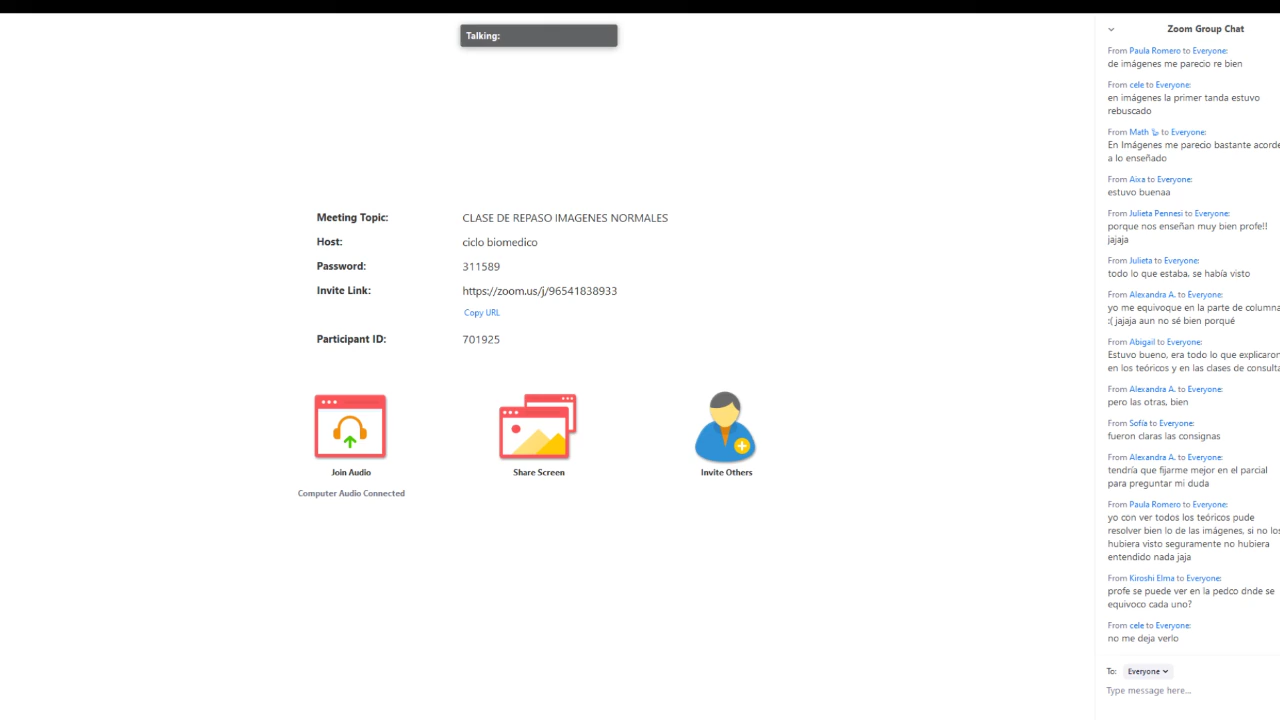 Talking:
Meeting Topic: CLASE DE REPASO IMAGENES NORMALES
Host: ciclo biomedico
Password: 311589
Invite Link: https://zoom.us/j/96541838933
Copy URL
Participant ID: 701925
Join Audio
Computer Audio Connected
Share Screen
Invite Others
Zoom Group Chat
From Paula Romero to Everyone:
de imágenes me parecio re bien
From cele to Everyone:
en imágenes la primer tanda estuvo
rebuscado
From Math to Everyone:
En Imágenes me parecio bastante acorde
a lo enseñado
From Aixa to Everyone:
estuvo buenaa
From Julieta Pennesi to Everyone:
porque nos enseñan muy bien profe!!
jajaja
From Julieta to Everyone:
todo lo que estaba, se había visto
From Alexandra A. to Everyone:
yo me equivoque en la parte de columna
:( jajaja aun no sé bien porqué
From Abigail to Everyone:
Estuvo bueno, era todo lo que explicaron
en los teóricos y en las clases de consulta
From Alexandra A. to Everyone:
pero las otras, bien
From Sofía to Everyone:
fueron claras las consignas
From Alexandra A. to Everyone:
tendría que fijarme mejor en el parcial
para preguntar mi duda
From Paula Romero to Everyone:
yo con ver todos los teóricos pude
resolver bien lo de las imágenes, si no los
hubiera visto seguramente no hubiera
entendido nada jaja
From Kiroshi Elma to Everyone:
profe se puede ver en la pedco dnde se
equivoco cada uno?
From cele to Everyone:
no me deja verlo
To: Everyone
Type message here...